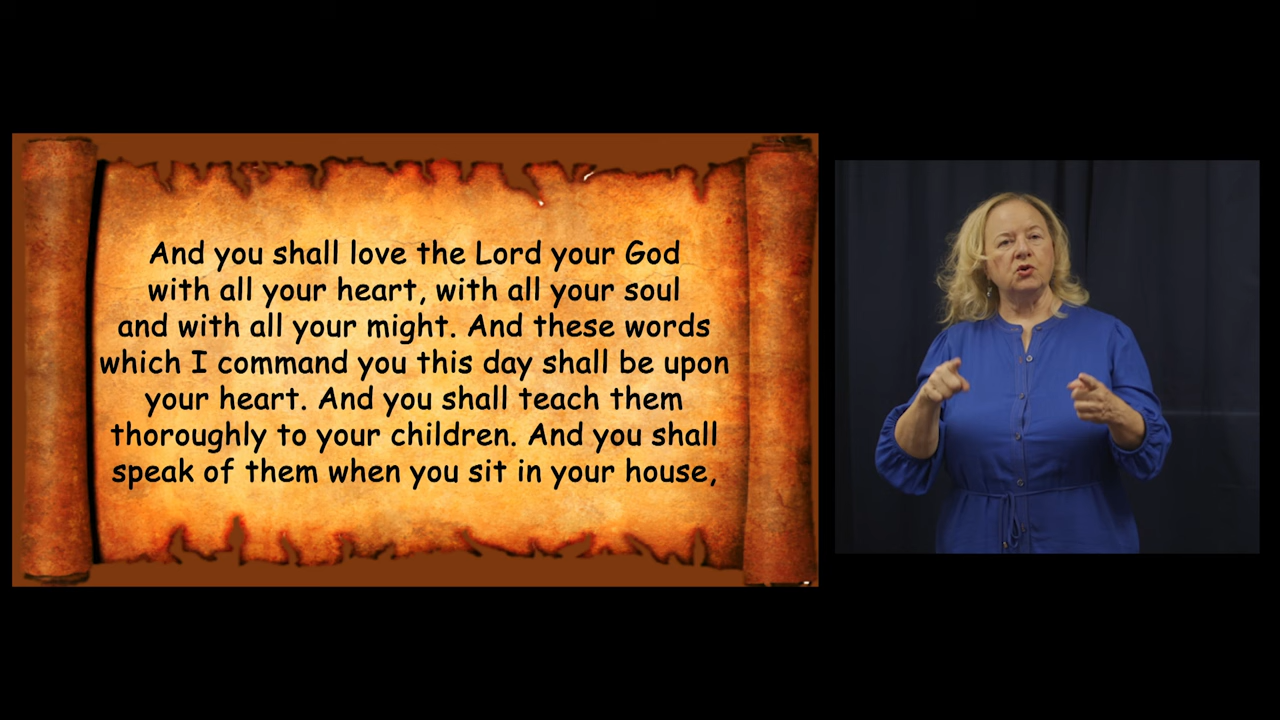 And you shall love the Lord your God
with all your heart, with all your soul
and with all your might. And these words
which I command you this day shall be upon
your heart. And you shall teach them
thoroughly to your children. And you shall
speak of them when you sit in your house,